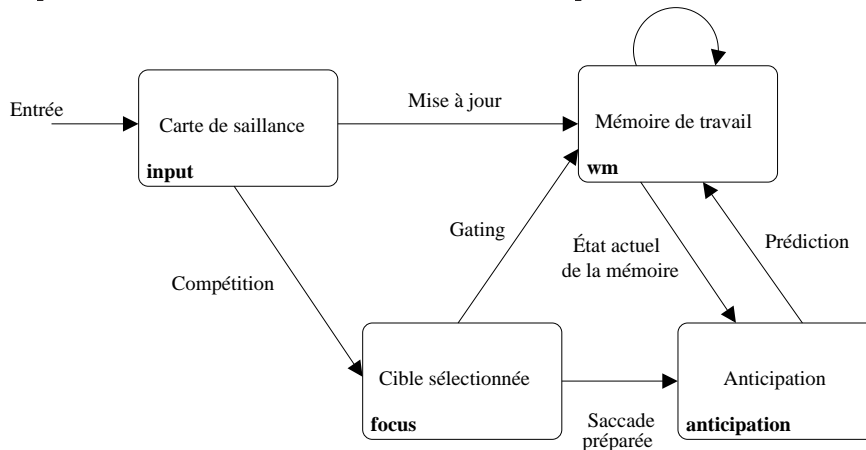 Entrée
Carte de saillance
input
Mise à jour
Mémoire de travail
wm
Gating
État actuel
de la mémoire
Prédiction
Compétition
Cible sélectionnée
focus
Saccade
préparée
Anticipation
anticipation